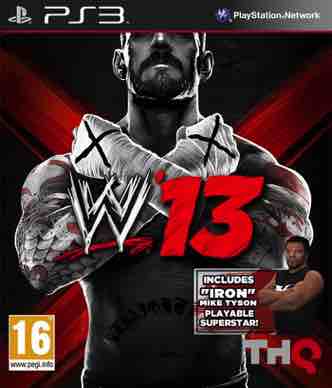 PS3
PlayStation®Network
W '13
INCLUDES
"IRON"
MIKE TYSON
PLAYABLE
SUPERSTAR!
16
www.pegi.info
THQ